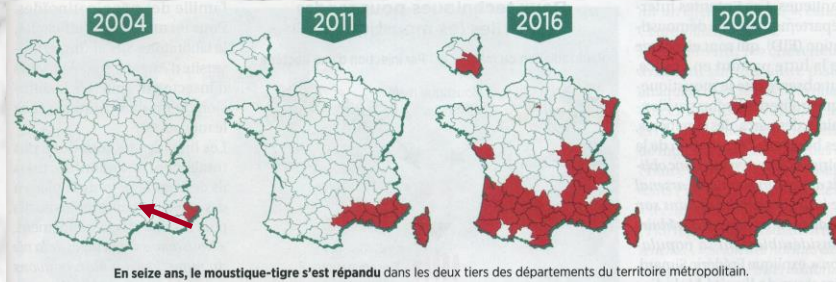 2004
2011
2016
2020
En seize ans, le moustique-tigre s'est répandu dans les deux tiers des départements du territoire métropolitain.